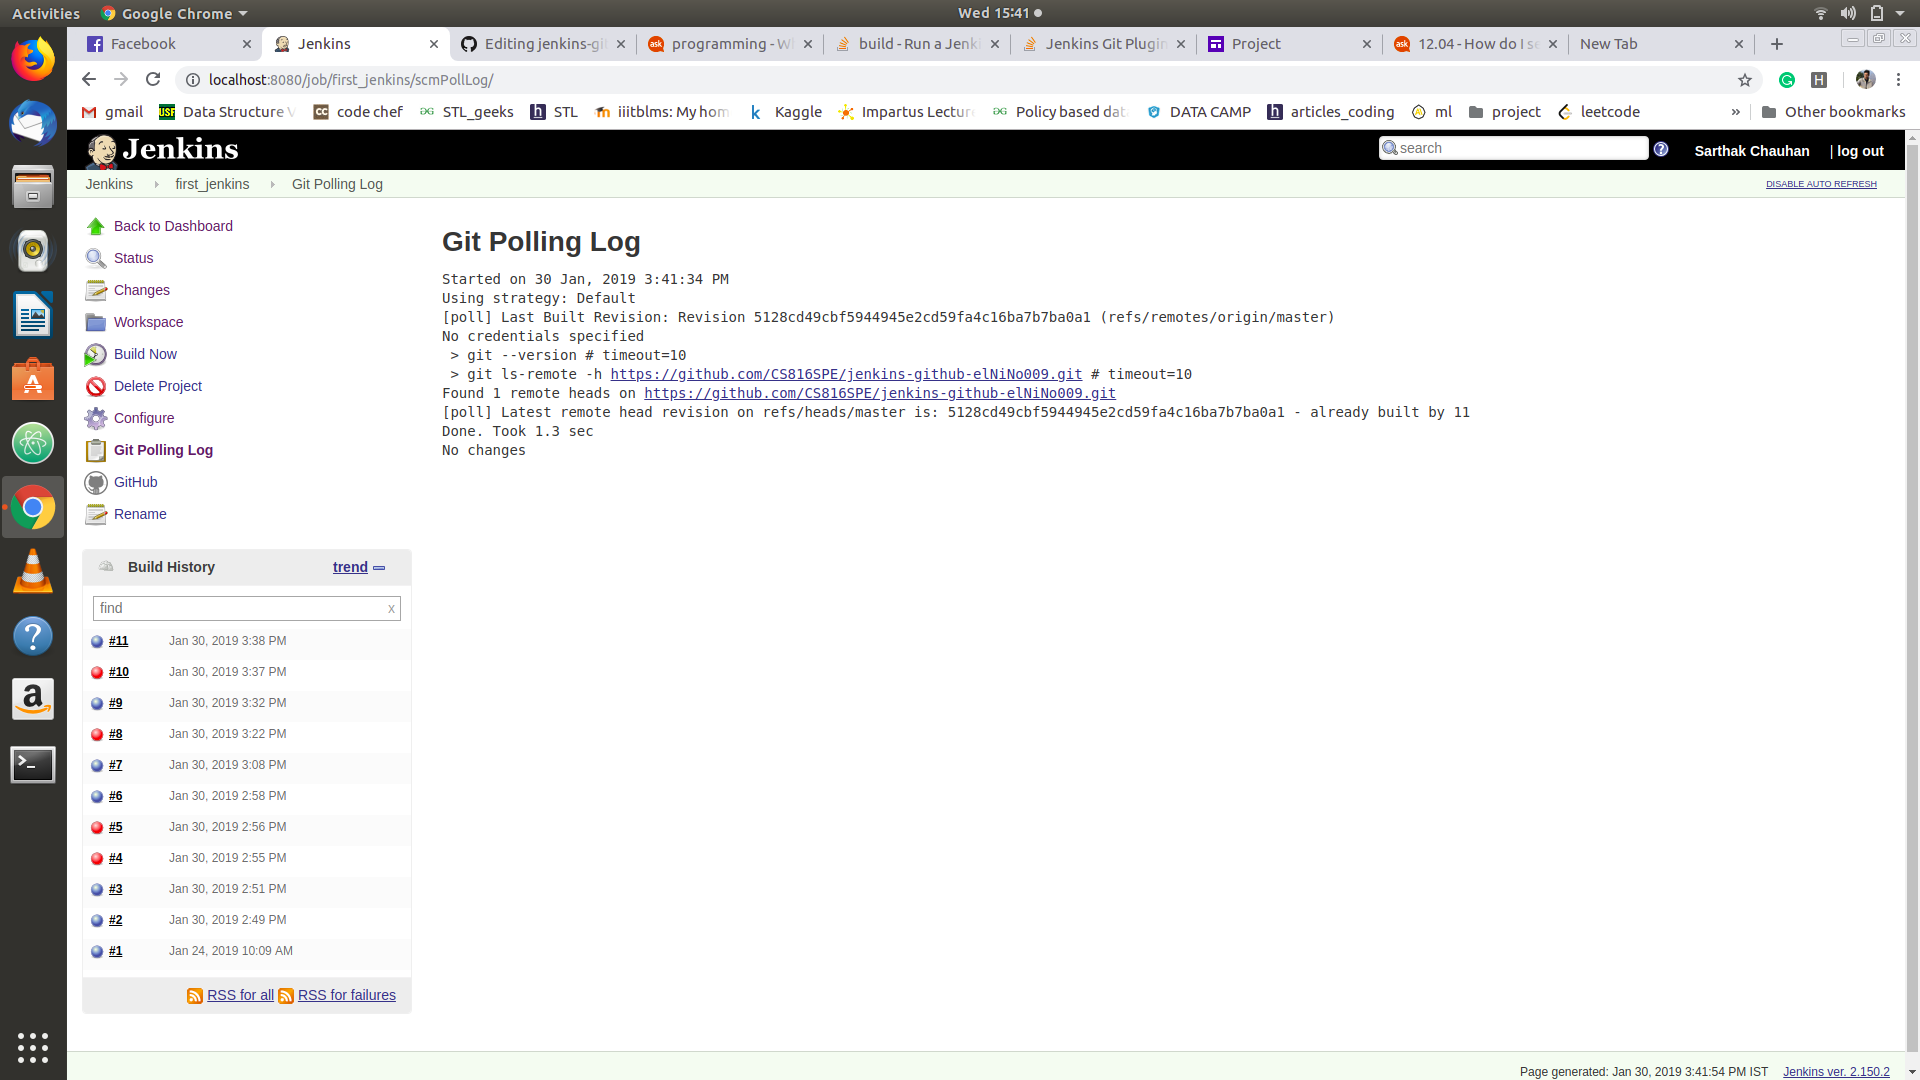 Activities Google Chrome Wed 15:41
Facebook Jenkins Editing jenkins-gi programming - W build - Run a Jenk Jenkins Git Plugin Project 12.04 - How do I se New Tab
localhost:8080/job/first_jenkins/scmPollLog/
gmail Data Structure V code chef STL_geeks STL iiitblms: My hom Kaggle Impartus Lectur Policy based dat DATA CAMP articles_coding ml project leetcode » Other bookmarks
Jenkins search Sarthak Chauhan | log out
Jenkins first_jenkins Git Polling Log DISABLE AUTO REFRESH
Back to Dashboard
Status
Changes
Workspace
Build Now
Delete Project
Configure
Git Polling Log
GitHub
Rename
Build History trend
find x
#11 Jan 30, 2019 3:38 PM
#10 Jan 30, 2019 3:37 PM
#9 Jan 30, 2019 3:32 PM
#8 Jan 30, 2019 3:22 PM
#7 Jan 30, 2019 3:08 PM
#6 Jan 30, 2019 2:58 PM
#5 Jan 30, 2019 2:56 PM
#4 Jan 30, 2019 2:55 PM
#3 Jan 30, 2019 2:51 PM
#2 Jan 30, 2019 2:49 PM
#1 Jan 24, 2019 10:09 AM
RSS for all RSS for failures
Git Polling Log
Started on 30 Jan, 2019 3:41:34 PM
Using strategy: Default
[poll] Last Built Revision: Revision 5128cd49cbf5944945e2cd59fa4c16ba7b7ba0a1 (refs/remotes/origin/master)
No credentials specified
> git --version # timeout=10
> git ls-remote -h https://github.com/CS816SPE/jenkins-github-elNiNo009.git # timeout=10
Found 1 remote heads on https://github.com/CS816SPE/jenkins-github-elNiNo009.git
[poll] Latest remote head revision on refs/heads/master is: 5128cd49cbf5944945e2cd59fa4c16ba7b7ba0a1 - already built by 11
Done. Took 1.3 sec
No changes
Page generated: Jan 30, 2019 3:41:54 PM IST Jenkins ver. 2.150.2